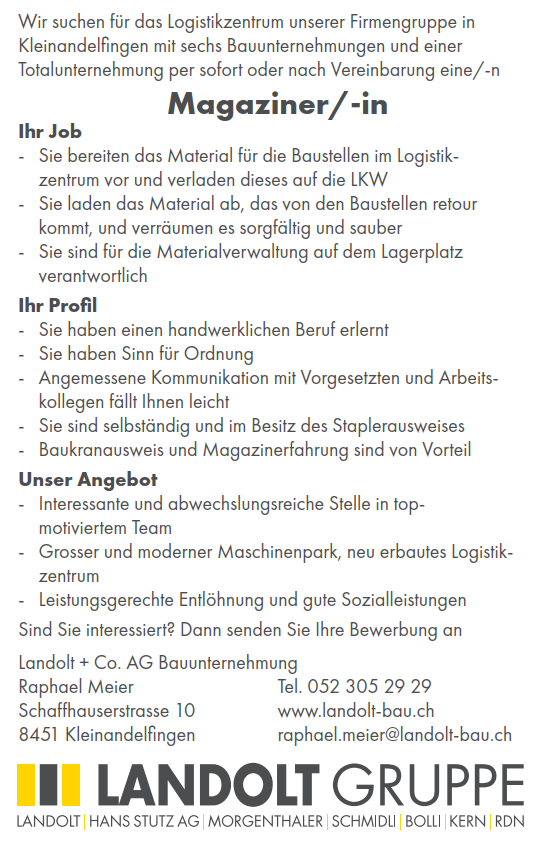 Wir suchen für das Logistikzentrum unserer Firmengruppe in
Kleinandelfingen mit sechs Bauunternehmungen und einer
Totalunternehmung per sofort oder nach Vereinbarung eine/-n
Magaziner/-in
Ihr Job
- Sie bereiten das Material für die Baustellen im Logistik-
zentrum vor und verladen dieses auf die LKW
- Sie laden das Material ab, das von den Baustellen retour
kommt, und verräumen es sorgfältig und sauber
- Sie sind für die Materialverwaltung auf dem Lagerplatz
verantwortlich
Ihr Profil
- Sie haben einen handwerklichen Beruf erlernt
- Sie haben Sinn für Ordnung
- Angemessene Kommunikation mit Vorgesetzten und Arbeits-
kollegen fällt Ihnen leicht
- Sie sind selbständig und im Besitz des Staplerausweises
- Baukranausweis und Magazinerfahrung sind von Vorteil
Unser Angebot
- Interessante und abwechslungsreiche Stelle in top-
motiviertem Team
- Grosser und moderner Maschinenpark, neu erbautes Logistik-
zentrum
- Leistungsgerechte Entlöhnung und gute Sozialleistungen
Sind Sie interessiert? Dann senden Sie Ihre Bewerbung an
Landolt + Co. AG Bauunternehmung
Raphael Meier Tel. 052 305 29 29
Schaffhauserstrasse 10 www.landolt-bau.ch
8451 Kleinandelfingen raphael.meier@landolt-bau.ch
LANDOLT GRUPPE
LANDOLT | HANS STUTZ AG | MORGENTHALER | SCHMIDLI | BOLLI | KERN | RDN